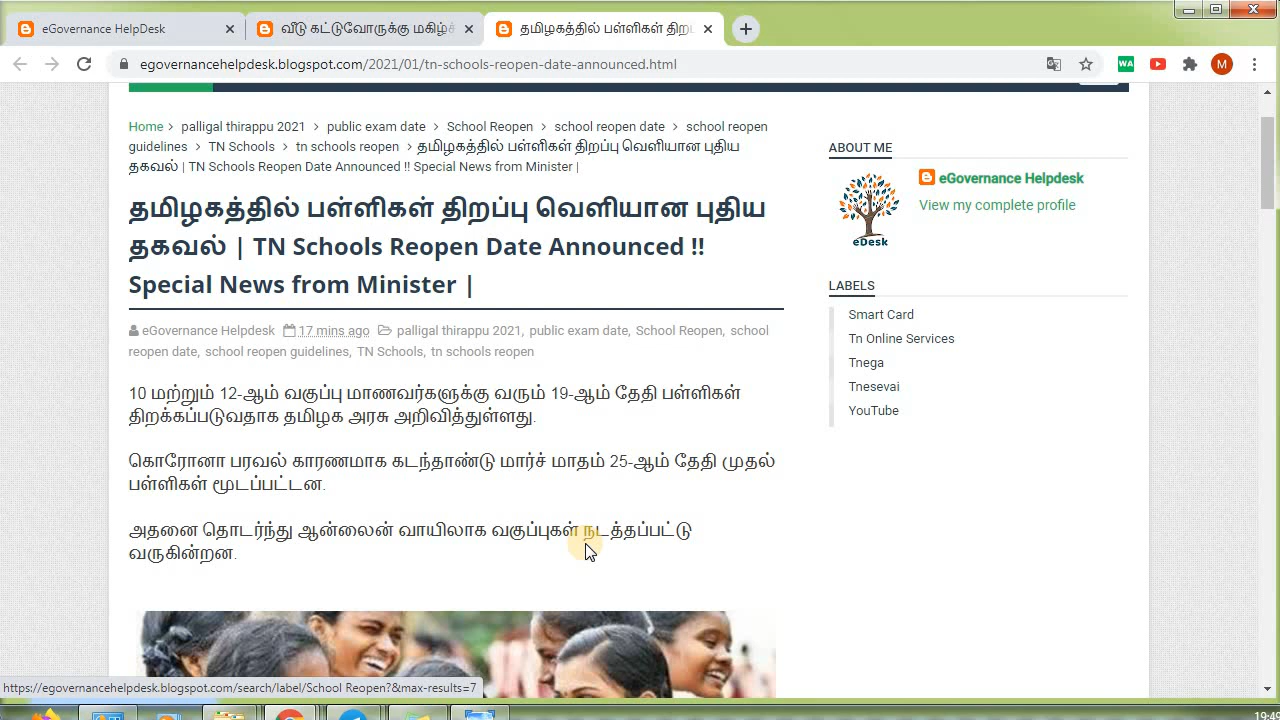 eGovernance HelpDesk
வீடு கட்டுவோருக்கு மகிழ்ச்
தமிழகத்தில் பள்ளிகள் திறப
egovernancehelpdesk.blogspot.com/2021/01/tn-schools-reopen-date-announced.html
WA
M
Home › palligal thirappu 2021 › public exam date › School Reopen › school reopen date › school reopen
guidelines › TN Schools › tn schools reopen › தமிழகத்தில் பள்ளிகள் திறப்பு வெளியான புதிய
தகவல் | TN Schools Reopen Date Announced !! Special News from Minister |
தமிழகத்தில் பள்ளிகள் திறப்பு வெளியான புதிய
தகவல் | TN Schools Reopen Date Announced !!
Special News from Minister |
eGovernance Helpdesk 17 mins ago palligal thirappu 2021, public exam date, School Reopen, school
reopen date, school reopen guidelines, TN Schools, tn schools reopen
10 மற்றும் 12-ஆம் வகுப்பு மாணவர்களுக்கு வரும் 19-ஆம் தேதி பள்ளிகள்
திறக்கப்படுவதாக தமிழக அரசு அறிவித்துள்ளது.
கொரோனா பரவல் காரணமாக கடந்தாண்டு மார்ச் மாதம் 25-ஆம் தேதி முதல்
பள்ளிகள் மூடப்பட்டன.
அதனை தொடர்ந்து ஆன்லைன் வாயிலாக வகுப்புகள் நடத்தப்பட்டு
வருகின்றன.
ABOUT ME
eDesk
eGovernance Helpdesk
View my complete profile
LABELS
Smart Card
Tn Online Services
Tnega
Tnesevai
YouTube
https://egovernancehelpdesk.blogspot.com/search/label/School Reopen?&max-results=7